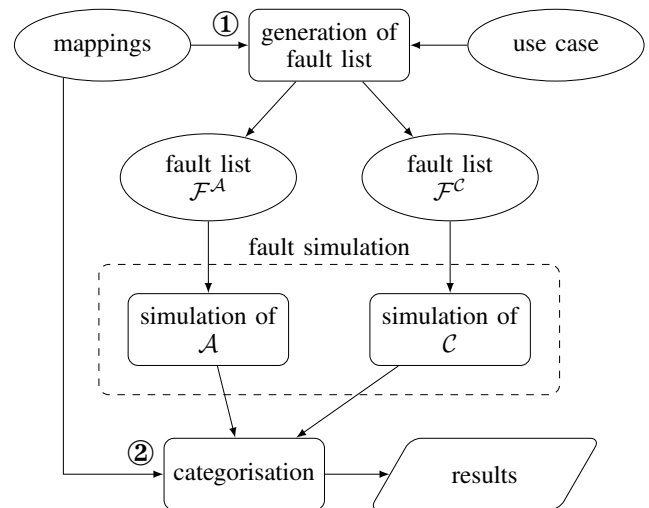 mappings
①
generation of
fault list
use case
fault list
𝓕^𝓐
fault list
𝓕^𝓒
fault simulation
simulation of
𝓐
simulation of
𝓒
②
categorisation
results